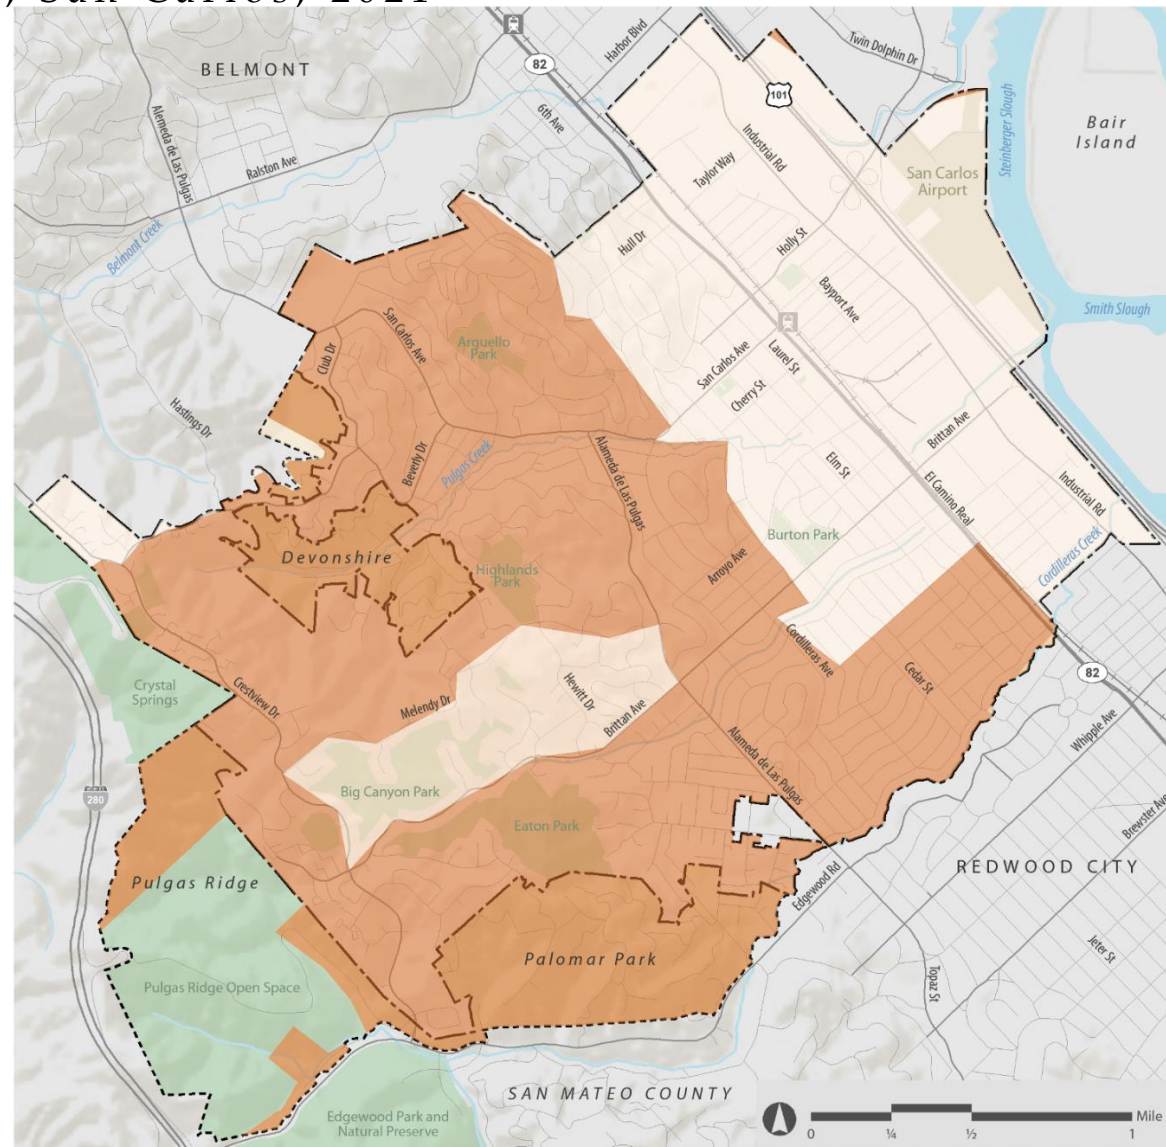 , San Carlos, 2021
BELMONT
Harbor Blvd
Twin Dolphin Dr
82
101
6th Ave
Alameda de Las Pulgas
Ralston Ave
Industrial Rd
Taylor Way
Steinberger Slough
Bair
Island
San Carlos
Airport
Belmont Creek
Hull Dr
Holly St
Bayport Ave
Smith Slough
San Carlos Ave
Arguello
Park
Club Dr
Laurel St
San Carlos Ave
Cherry St
Hastings Dr
Beverly Dr
Pulgas Creek
Alameda de Las Pulgas
Brittan Ave
Elm St
El Camino Real
Industrial Rd
Burton Park
Devonshire
Highlands
Park
Arroyo Ave
Cordilleras Creek
Cordilleras Ave
Cedar St
82
Crystal
Springs
Crestview Dr
Melendy Dr
Hewitt Dr
Brittan Ave
Whipple Ave
Alameda de Las Pulgas
280
Big Canyon Park
Eaton Park
Brewster Ave
Pulgas Ridge
Edgewood Rd
REDWOOD CITY
Palomar Park
Jeter St
Topaz St
Pulgas Ridge Open Space
SAN MATEO COUNTY
Edgewood Park and
Natural Preserve
Mile
0 ¼ ½ 1